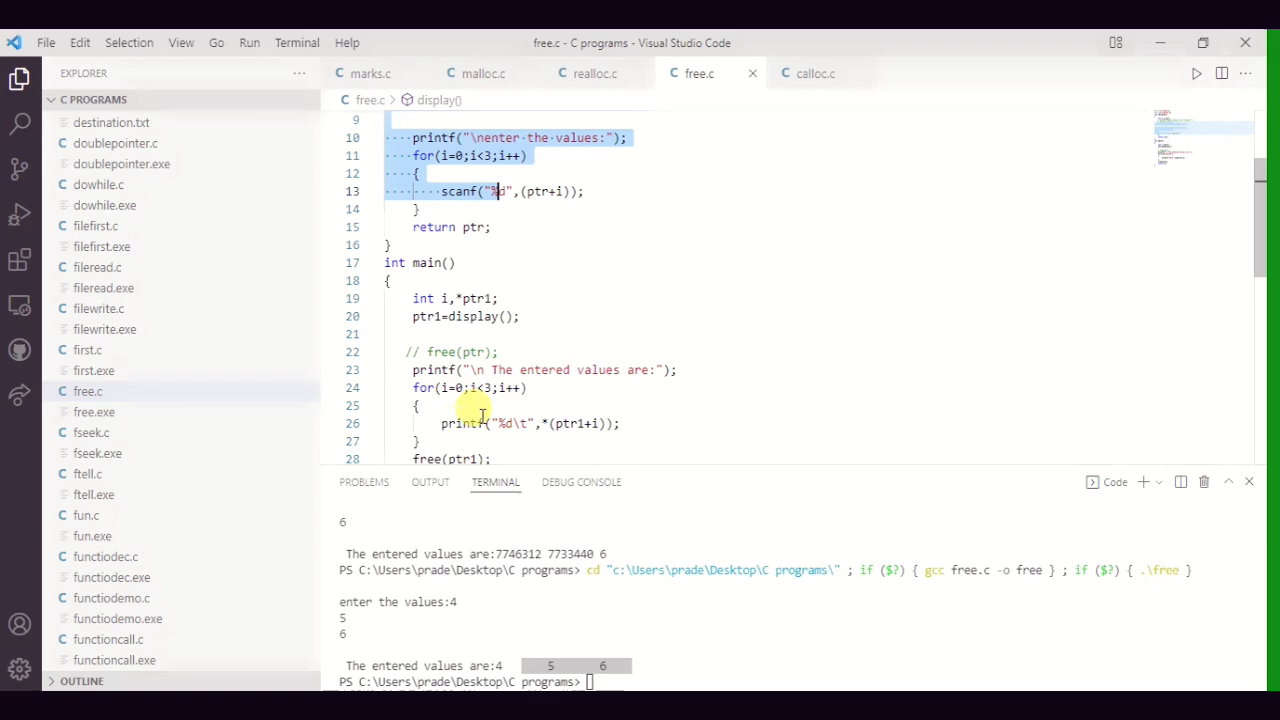 File Edit Selection View Go Run Terminal Help free.c - C programs - Visual Studio Code
EXPLORER
C PROGRAMS
destination.txt
doublepointer.c
doublepointer.exe
dowhile.c
dowhile.exe
filefirst.c
filefirst.exe
fileread.c
fileread.exe
filewrite.c
filewrite.exe
first.c
first.exe
free.c
free.exe
fseek.c
fseek.exe
ftell.c
ftell.exe
fun.c
fun.exe
functiodec.c
functiodec.exe
functiodemo.c
functiodemo.exe
functioncall.c
functioncall.exe
OUTLINE
marks.c malloc.c realloc.c free.c calloc.c
free.c > display()
9
10 printf("\nenter·the·values:");
11 for(i=0;i<3;i++)
12 {
13 scanf("%d",(ptr+i));
14 }
15 return ptr;
16 }
17 int main()
18 {
19 int i,*ptr1;
20 ptr1=display();
21
22 // free(ptr);
23 printf("\n The entered values are:");
24 for(i=0;i<3;i++)
25 {
26 printf("%d\t",*(ptr1+i));
27 }
28 free(ptr1);
PROBLEMS OUTPUT TERMINAL DEBUG CONSOLE Code
6
The entered values are:7746312 7733440 6
PS C:\Users\prade\Desktop\C programs> cd "c:\Users\prade\Desktop\C programs\" ; if ($?) { gcc free.c -o free } ; if ($?) { .\free }
enter the values:4
5
6
The entered values are:4 5 6
PS C:\Users\prade\Desktop\C programs>